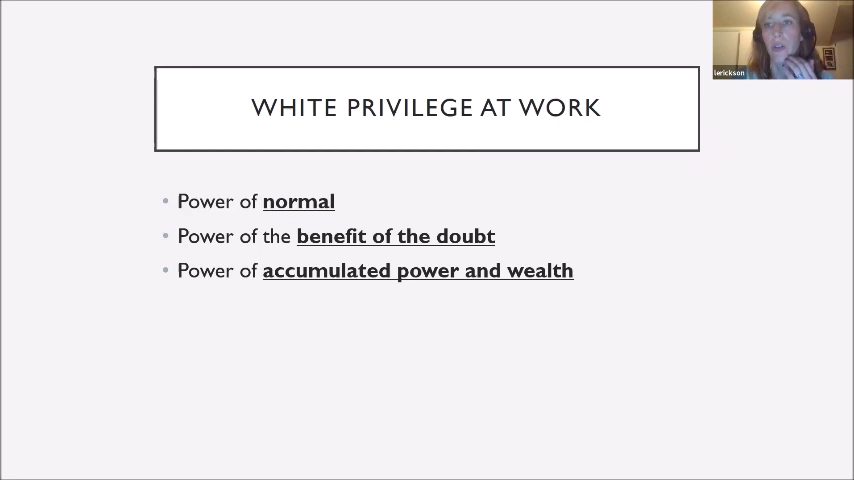 WHITE PRIVILEGE AT WORK
• Power of normal
• Power of the benefit of the doubt
• Power of accumulated power and wealth
lerickson